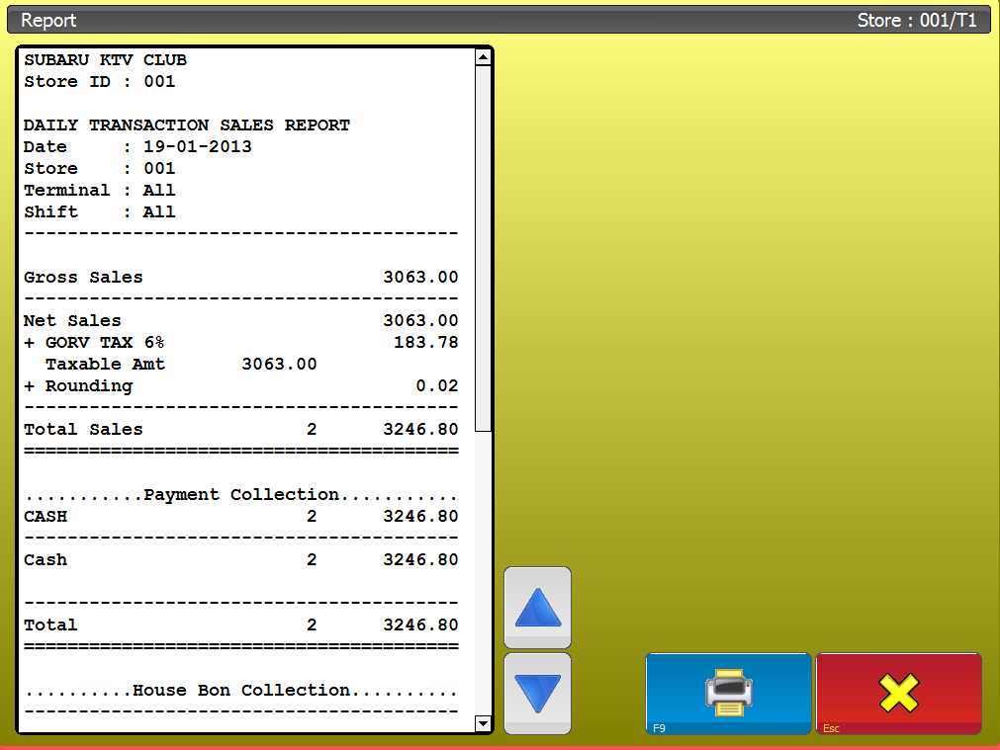 Report Store : 001/T1
SUBARU KTV CLUB
Store ID : 001
DAILY TRANSACTION SALES REPORT
Date : 19-01-2013
Store : 001
Terminal : All
Shift : All
----------------------------------------
Gross Sales 3063.00
----------------------------------------
Net Sales 3063.00
+ GORV TAX 6% 183.78
Taxable Amt 3063.00
+ Rounding 0.02
----------------------------------------
Total Sales 2 3246.80
========================================
...........Payment Collection...........
CASH 2 3246.80
----------------------------------------
Cash 2 3246.80
----------------------------------------
Total 2 3246.80
========================================
..........House Bon Collection..........
----------------------------------------
F9
Esc